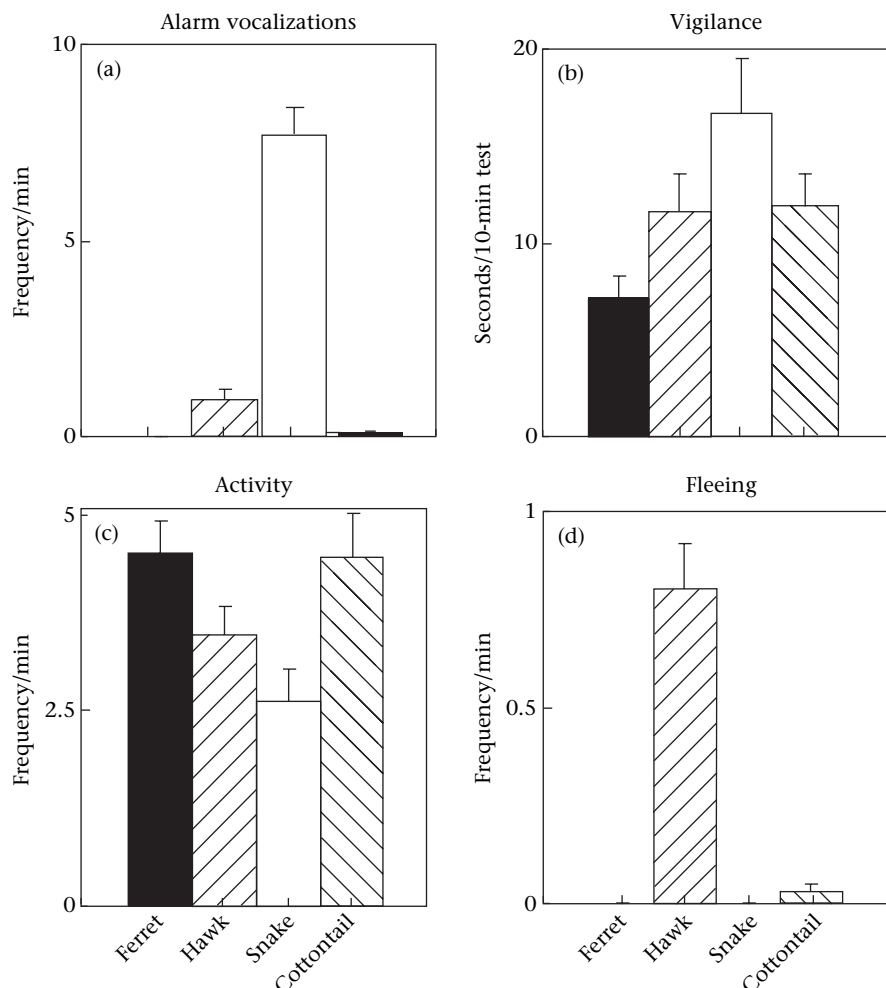 Alarm vocalizations
10
(a)
5
0
Frequency/min
Vigilance
20
(b)
10
0
Seconds/10-min test
Activity
5
(c)
2.5
0
Frequency/min
Ferret
Hawk
Snake
Cottontail
Fleeing
1
(d)
0.5
0
Frequency/min
Ferret
Hawk
Snake
Cottontail